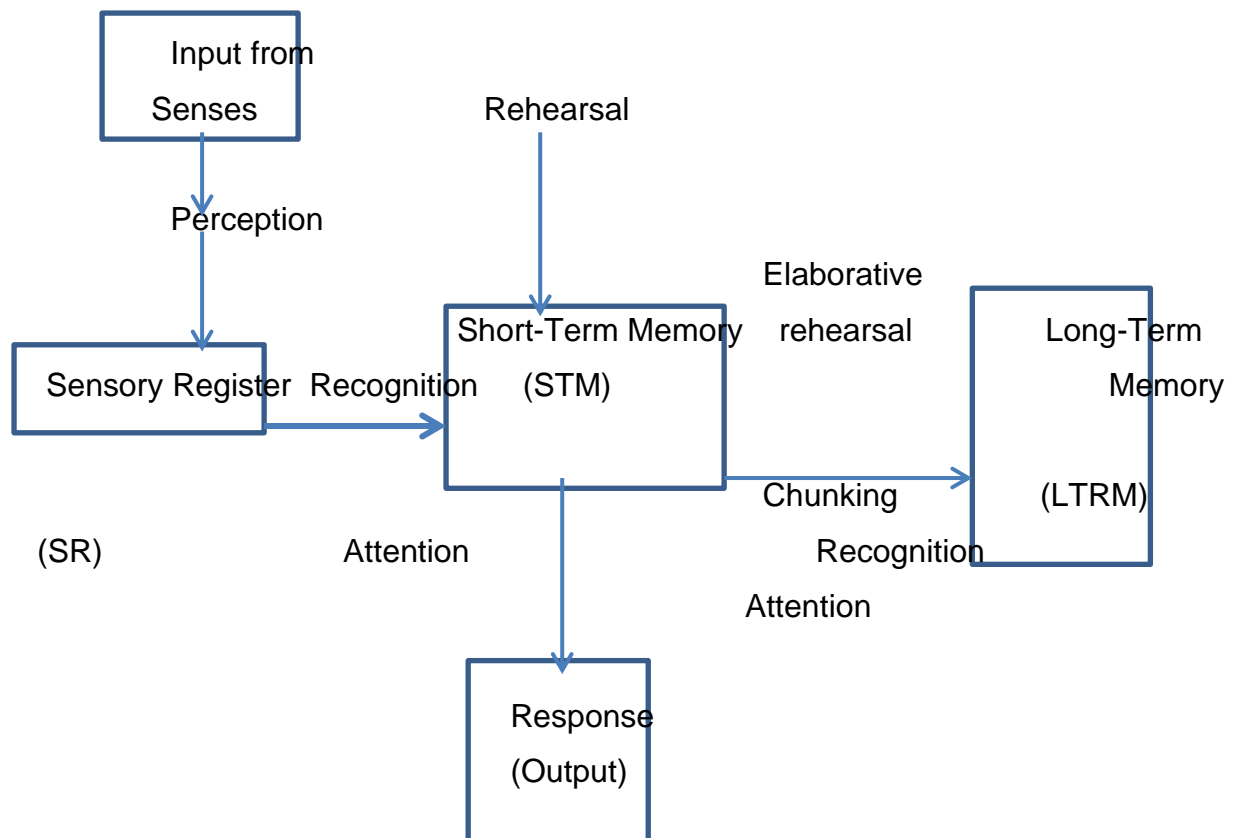 Input from
Senses
Rehearsal
Perception
Elaborative
Short-Term Memory rehearsal Long-Term
Sensory Register Recognition (STM) Memory
Chunking (LTRM)
(SR) Attention Recognition
Attention
Response
(Output)